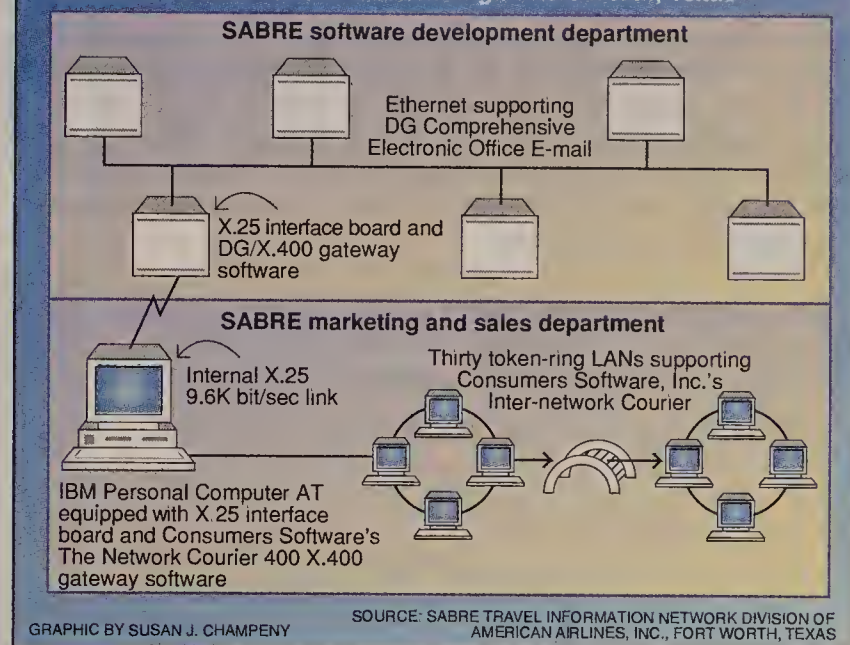 SABRE software development department
Ethernet supporting
DG Comprehensive
Electronic Office E-mail
X.25 interface board and
DG/X.400 gateway
software
SABRE marketing and sales department
Internal X.25
9.6K bit/sec link
Thirty token-ring LANs supporting
Consumers Software, Inc.'s
Inter-network Courier
IBM Personal Computer AT
equipped with X.25 interface
board and Consumers Software's
The Network Courier 400 X.400
gateway software
GRAPHIC BY SUSAN J. CHAMPENY
SOURCE: SABRE TRAVEL INFORMATION NETWORK DIVISION OF
AMERICAN AIRLINES, INC., FORT WORTH, TEXAS